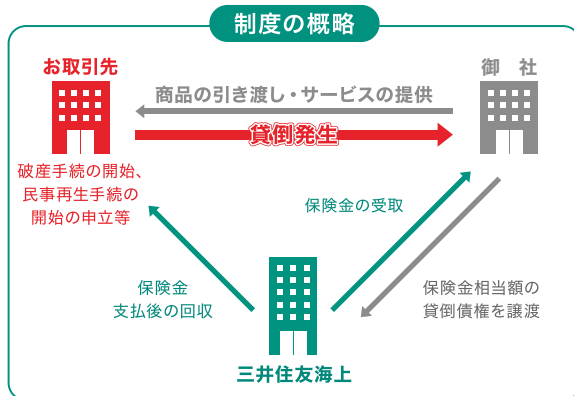 制度の概略
お取引先
御 社
商品の引き渡し・サービスの提供
貸倒発生
破産手続の開始、
民事再生手続の
開始の申立等
保険金の受取
保険金
支払後の回収
保険金相当額の
貸倒債権を譲渡
三井住友海上